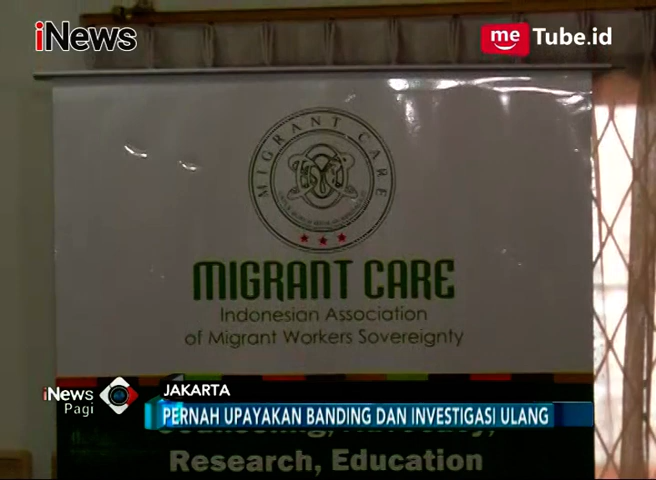 iNews
me Tube.id
MIGRANT CARE
MIGRANT CARE
Indonesian Association
of Migrant Workers Sovereignty
iNews
Pagi
JAKARTA
PERNAH UPAYAKAN BANDING DAN INVESTIGASI ULANG
Research, Education